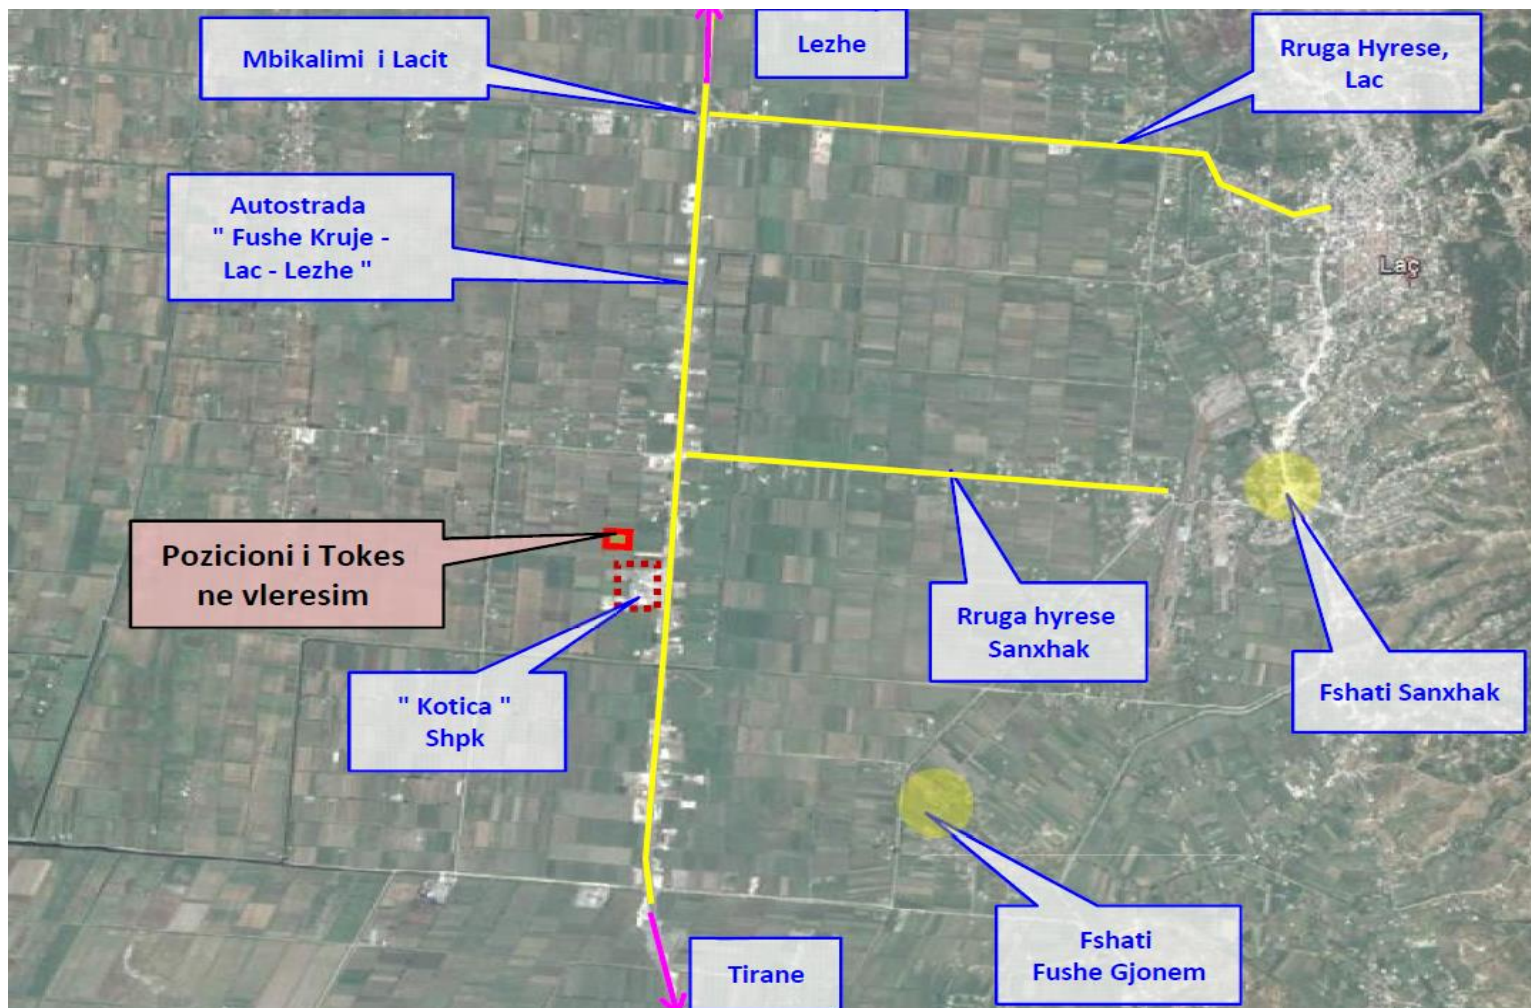 Lezhe
Mbikalimi i Lacit
Rruga Hyrese,
Lac
Autostrada
" Fushe Kruje -
Lac - Lezhe "
Laç
Pozicioni i Tokes
ne vleresim
Rruga hyrese
Sanxhak
Fshati Sanxhak
" Kotica "
Shpk
Fshati
Fushe Gjonem
Tirane